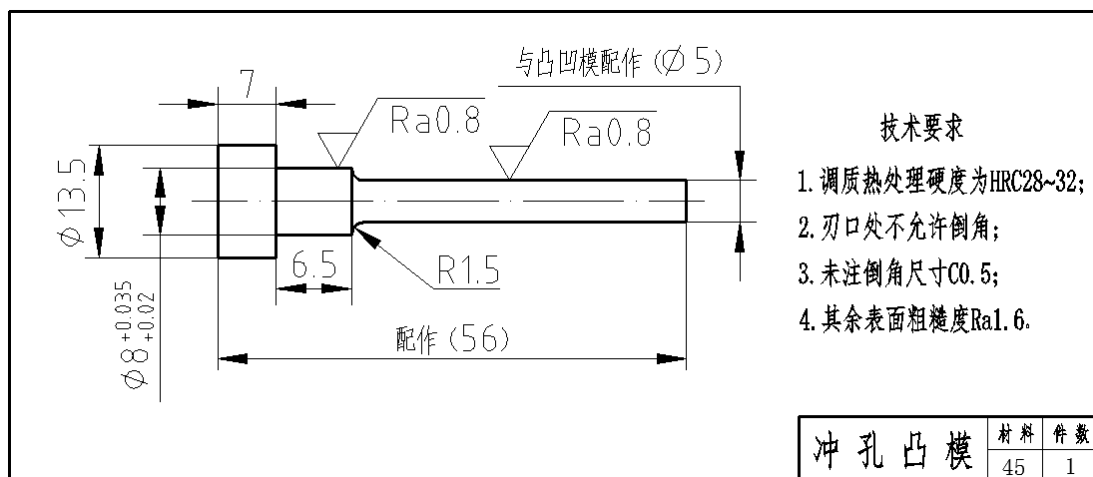 与凸凹模配作(∅5)
7
Ra0.8
Ra0.8
∅13.5
∅8+0.035
+0.02
6.5
R1.5
配作(56)
技术要求
1.调质热处理硬度为HRC28~32;
2.刃口处不允许倒角;
3.未注倒角尺寸C0.5;
4.其余表面粗糙度Ra1.6。
冲孔凸模 材料 件数
45 1